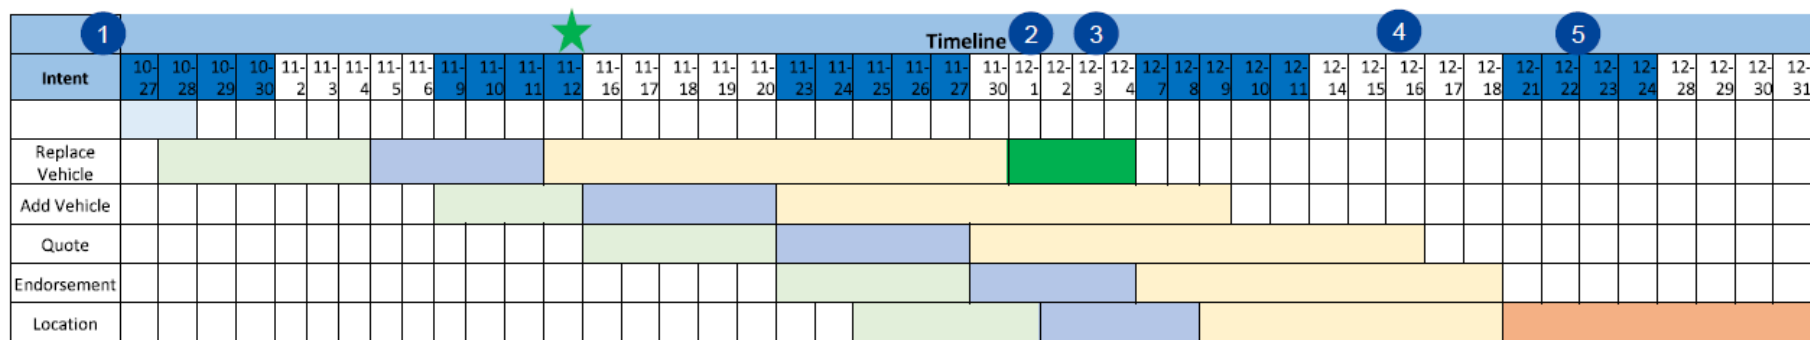 1 2 3 4 5
Timeline
Intent 10-27 10-28 10-29 10-30 11-2 11-3 11-4 11-5 11-6 11-9 11-10 11-11 11-12 11-16 11-17 11-18 11-19 11-20 11-23 11-24 11-25 11-26 11-27 11-30 12-1 12-2 12-3 12-4 12-7 12-8 12-9 12-10 12-11 12-14 12-15 12-16 12-17 12-18 12-21 12-22 12-23 12-24 12-28 12-29 12-30 12-31
Replace
Vehicle
Add Vehicle
Quote
Endorsement
Location